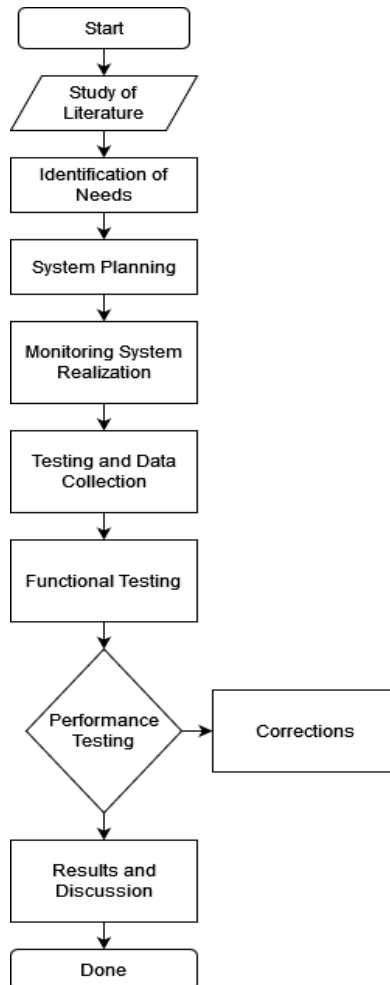 Start
Study of
Literature
Identification of
Needs
System Planning
Monitoring System
Realization
Testing and Data
Collection
Functional Testing
Performance
Testing
Corrections
Results and
Discussion
Done